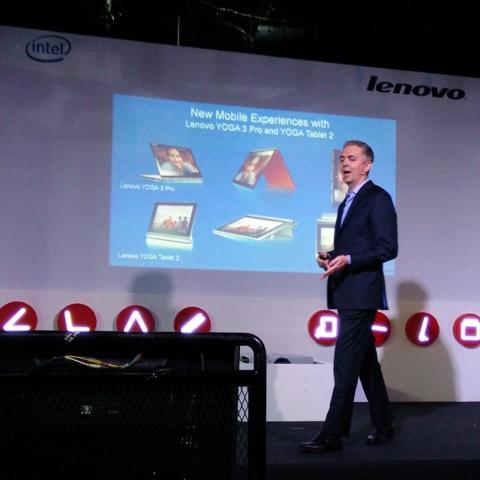 intel
lenovo
New Mobile Experiences with
Lenovo YOGA 3 Pro and YOGA Tablet 2
Lenovo YOGA 3 Pro
Lenovo YOGA Tablet 2